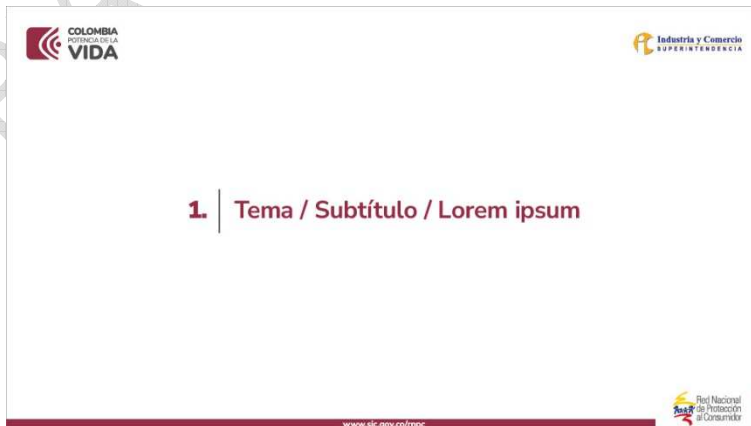 COLOMBIA
POTENCIA DE LA
VIDA
Industria y Comercio
SUPERINTENDENCIA
1. Tema / Subtítulo / Lorem ipsum
Red Nacional
de Protección
al Consumidor
www.sic.gov.co/rnpc